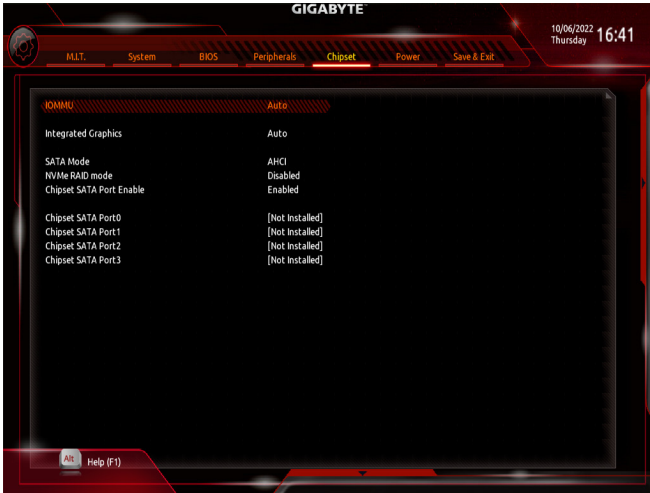 GIGABYTE™
10/06/2022 16:41
Thursday
M.I.T. System BIOS Peripherals Chipset Power Save & Exit
IOMMU Auto
Integrated Graphics Auto
SATA Mode AHCI
NVMe RAID mode Disabled
Chipset SATA Port Enable Enabled
Chipset SATA Port0 [Not Installed]
Chipset SATA Port1 [Not Installed]
Chipset SATA Port2 [Not Installed]
Chipset SATA Port3 [Not Installed]
Alt Help (F1)